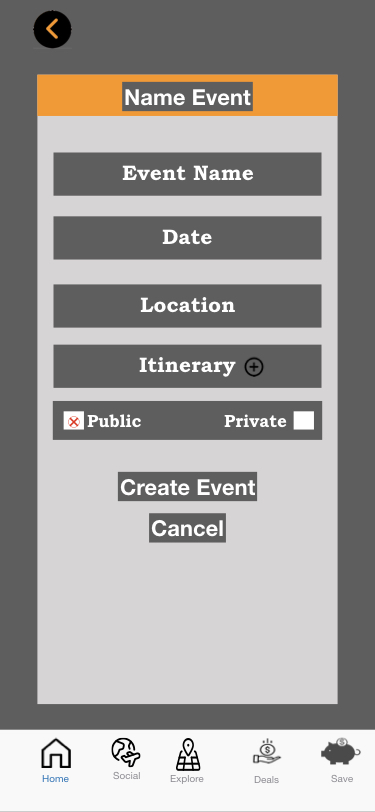 Name Event
Event Name
Date
Location
Itinerary
Public Private
Create Event
Cancel
Home Social Explore Deals Save